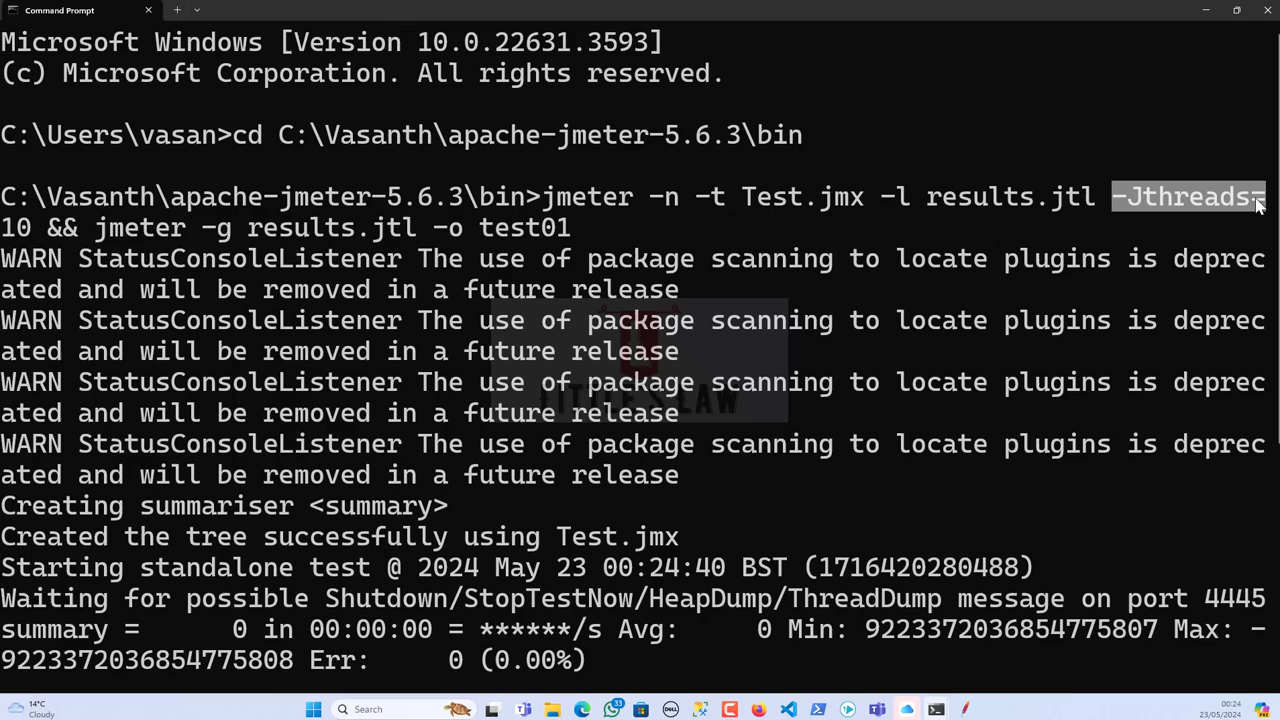 Command Prompt
Microsoft Windows [Version 10.0.22631.3593]
(c) Microsoft Corporation. All rights reserved.
C:\Users\vasan>cd C:\Vasanth\apache-jmeter-5.6.3\bin
C:\Vasanth\apache-jmeter-5.6.3\bin>jmeter -n -t Test.jmx -l results.jtl -Jthreads=
10 && jmeter -g results.jtl -o test01
WARN StatusConsoleListener The use of package scanning to locate plugins is deprec
ated and will be removed in a future release
WARN StatusConsoleListener The use of package scanning to locate plugins is deprec
ated and will be removed in a future release
WARN StatusConsoleListener The use of package scanning to locate plugins is deprec
ated and will be removed in a future release
LITTLE'S LAW
WARN StatusConsoleListener The use of package scanning to locate plugins is deprec
ated and will be removed in a future release
Creating summariser <summary>
Created the tree successfully using Test.jmx
Starting standalone test @ 2024 May 23 00:24:40 BST (1716420280488)
Waiting for possible Shutdown/StopTestNow/HeapDump/ThreadDump message on port 4445
summary =      0 in 00:00:00 = ******/s Avg:     0 Min: 9223372036854775807 Max: -
9223372036854775808 Err:     0 (0.00%)
14°C
Cloudy
Search
33
DELL
00:24
23/05/2024